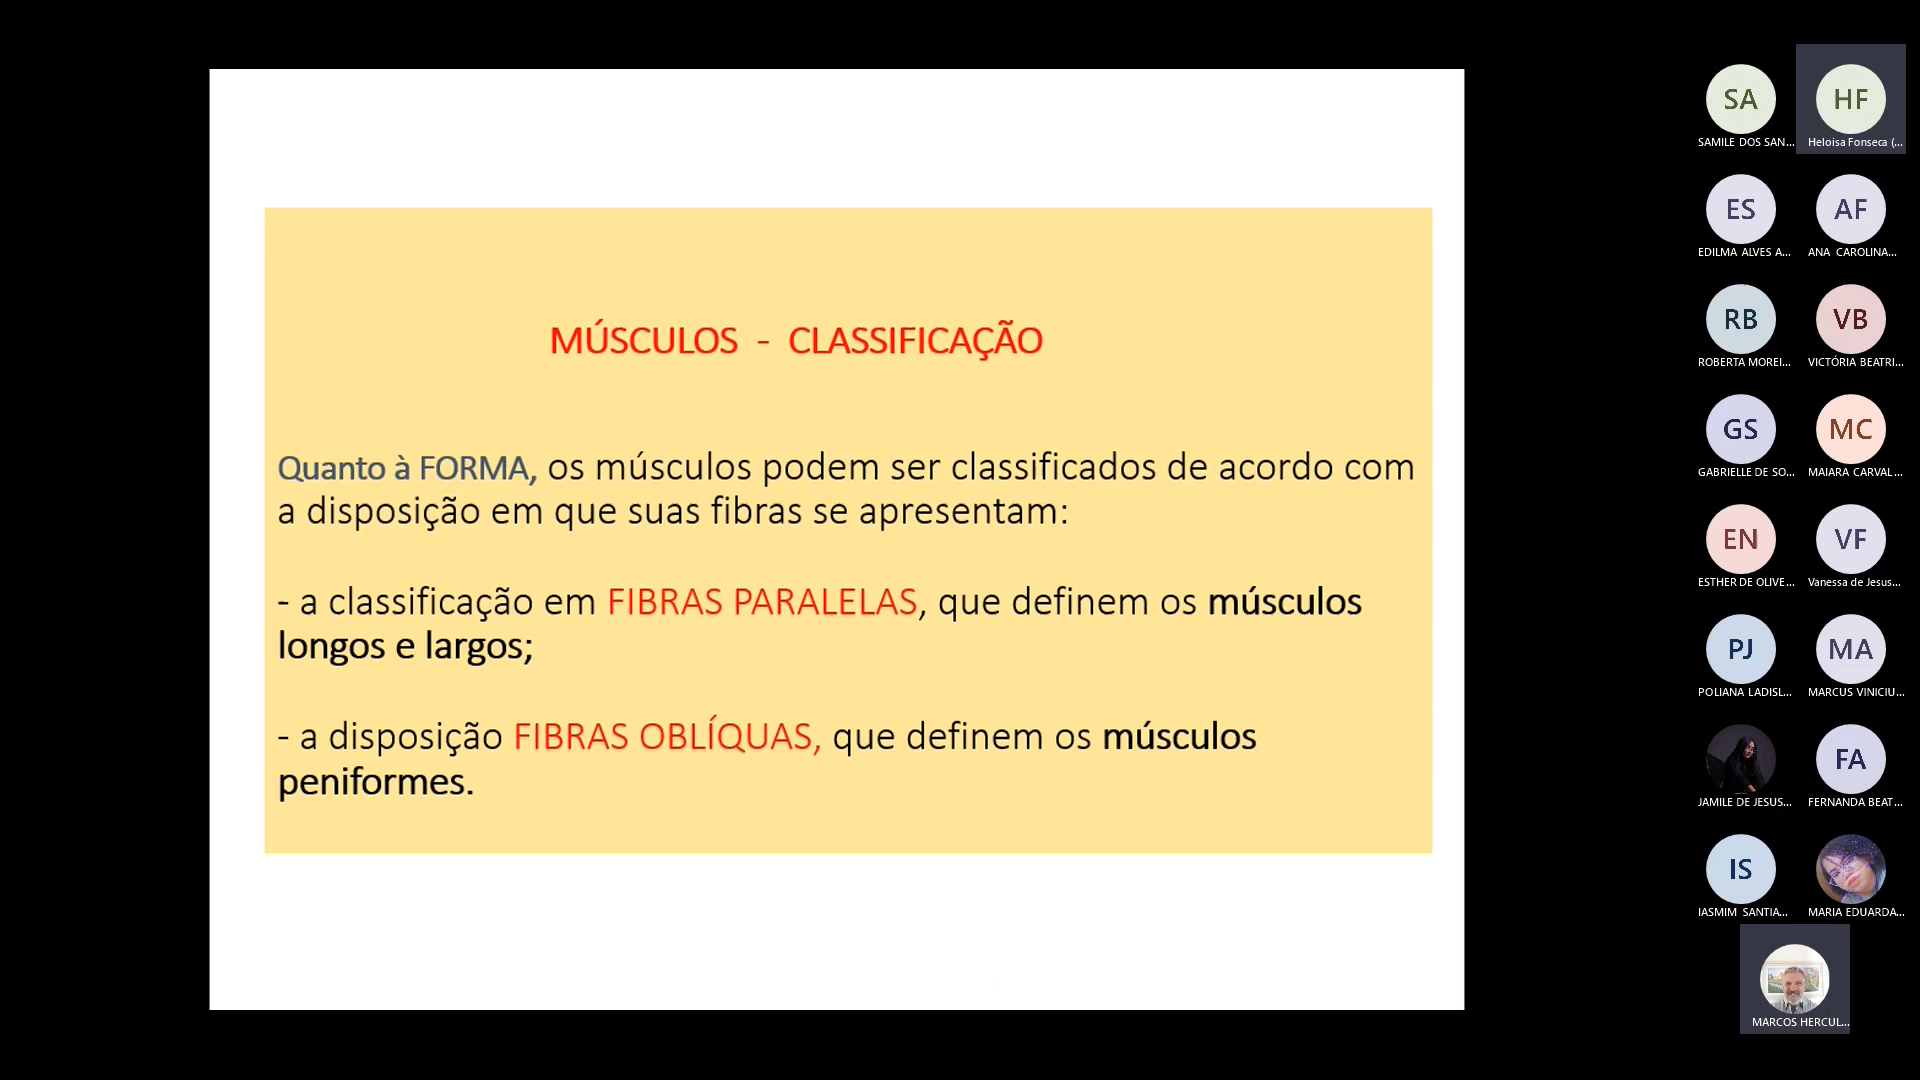 MÚSCULOS - CLASSIFICAÇÃO
Quanto à FORMA, os músculos podem ser classificados de acordo com
a disposição em que suas fibras se apresentam:
- a classificação em FIBRAS PARALELAS, que definem os músculos
longos e largos;
- a disposição FIBRAS OBLÍQUAS, que definem os músculos
peniformes.
SA
SAMILE DOS SAN...
HF
Heloisa Fonseca (...
ES
EDILMA ALVES A...
AF
ANA CAROLINA...
RB
ROBERTA MOREI...
VB
VICTÓRIA BEATRI...
GS
GABRIELLE DE SO...
MC
MAIARA CARVAL...
EN
ESTHER DE OLIVE...
VF
Vanessa de Jesus...
PJ
POLIANA LADISL...
MA
MARCUS VINICIU...
JAMILE DE JESUS...
FA
FERNANDA BEAT...
IS
IASMIM SANTIA...
MARIA EDUARDA...
MARCOS HERCUL...